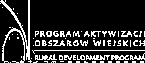 PROGRAM AKTYWIZACJI
OBSZARÓW WIEJSKICH
RURAL DEVELOPMENT PROGRAM